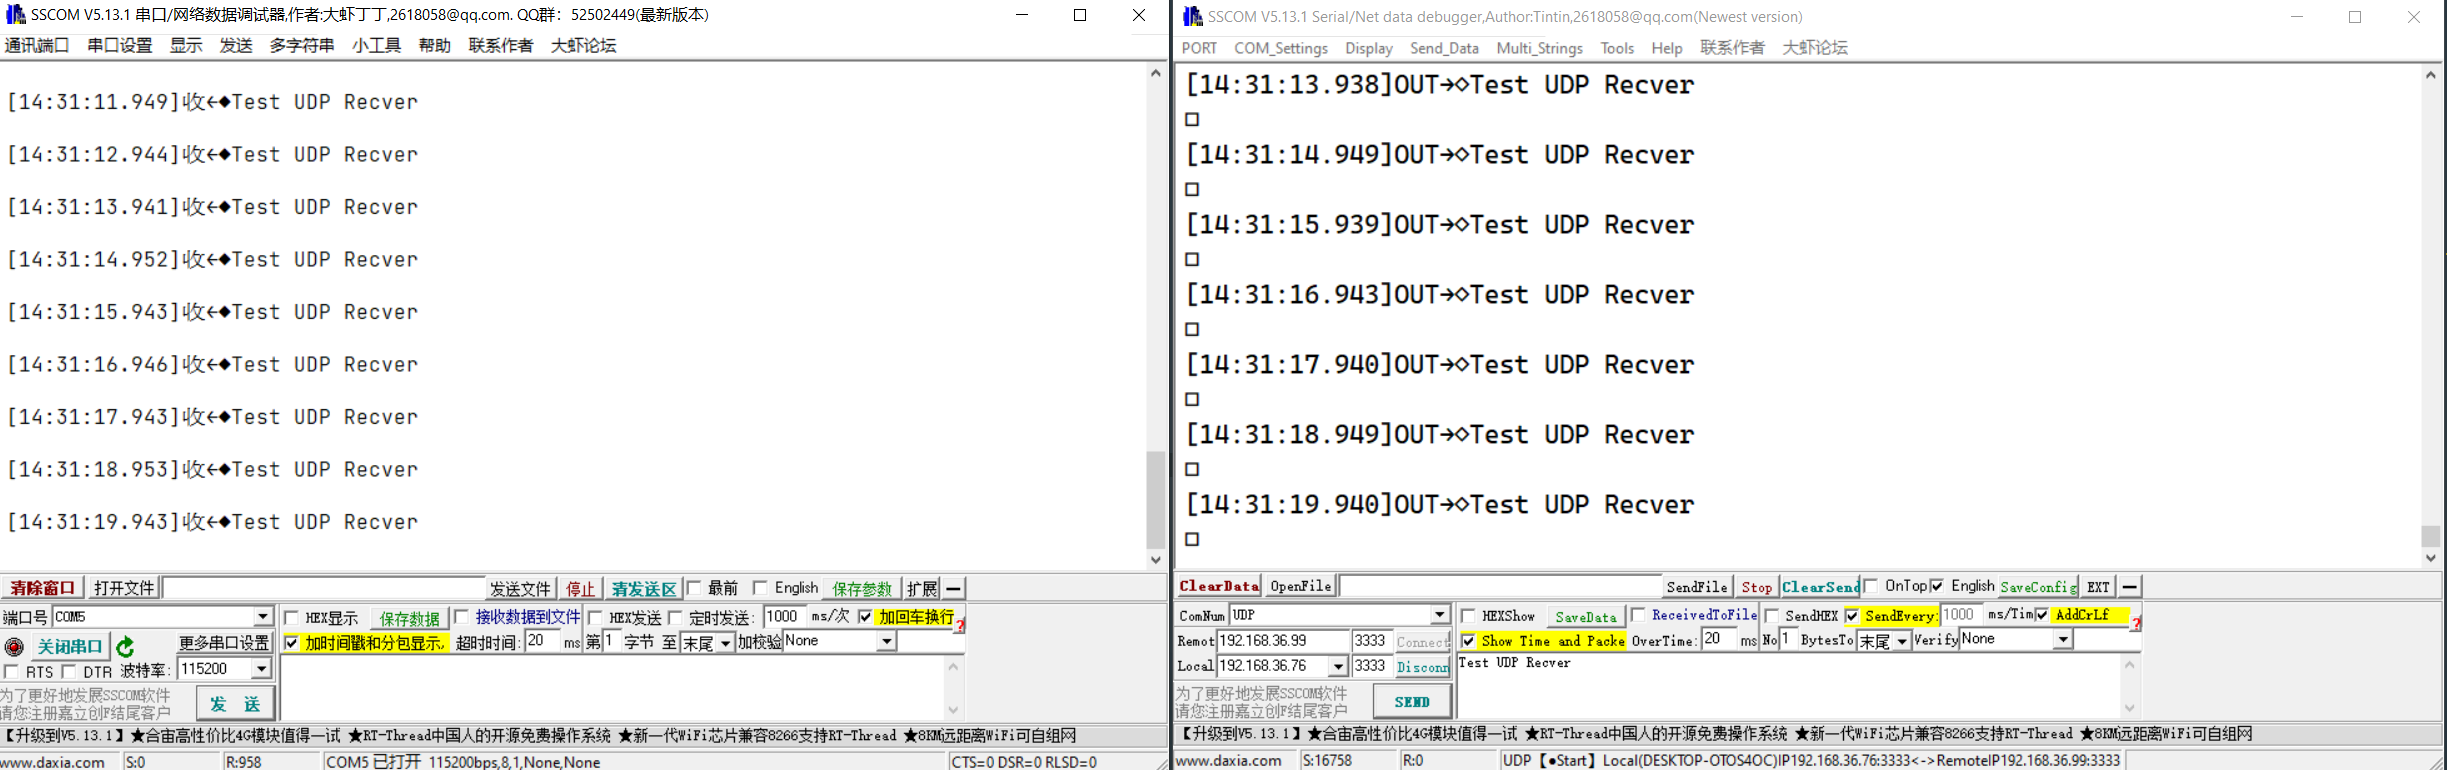 SSCOM V5.13.1 串口/网络数据调试器,作者:大虾丁丁,2618058@qq.com. QQ群: 52502449(最新版本)
通讯端口 串口设置 显示 发送 多字符串 小工具 帮助 联系作者 大虾论坛
[14:31:11.949]收←◆Test UDP Recver
[14:31:12.944]收←◆Test UDP Recver
[14:31:13.941]收←◆Test UDP Recver
[14:31:14.952]收←◆Test UDP Recver
[14:31:15.943]收←◆Test UDP Recver
[14:31:16.946]收←◆Test UDP Recver
[14:31:17.943]收←◆Test UDP Recver
[14:31:18.953]收←◆Test UDP Recver
[14:31:19.943]收←◆Test UDP Recver
清除窗口 打开文件 发送文件 停止 清发送区 最前 English 保存参数 扩展 —
端口号 COM5 HEX显示 保存数据 接收数据到文件 HEX发送 定时发送: 1000 ms/次 加回车换行 ?
关闭串口 更多串口设置 加时间戳和分包显示, 超时时间: 20 ms 第 1 字节 至 末尾 加校验 None
RTS DTR 波特率: 115200
为了更好地发展SSCOM软件
请您注册嘉立创F结尾客户
发 送
【升级到V5.13.1】★合宙高性价比4G模块值得一试 ★RT-Thread中国人的开源免费操作系统 ★新一代WiFi芯片兼容8266支持RT-Thread ★8KM远距离WiFi可自组网
www.daxia.com S:0 R:958 COM5 已打开 115200bps,8,1,None,None CTS=0 DSR=0 RLSD=0
SSCOM V5.13.1 Serial/Net data debugger,Author:Tintin,2618058@qq.com(Newest version)
PORT COM_Settings Display Send_Data Multi_Strings Tools Help 联系作者 大虾论坛
[14:31:13.938]OUT→◇Test UDP Recver
□
[14:31:14.949]OUT→◇Test UDP Recver
□
[14:31:15.939]OUT→◇Test UDP Recver
□
[14:31:16.943]OUT→◇Test UDP Recver
□
[14:31:17.940]OUT→◇Test UDP Recver
□
[14:31:18.949]OUT→◇Test UDP Recver
□
[14:31:19.940]OUT→◇Test UDP Recver
□
ClearData OpenFile SendFile Stop ClearSend OnTop English SaveConfig EXT —
ComNum UDP HEXShow SaveData ReceivedToFile SendHEX SendEvery: 1000 ms/Tim AddCrLf ?
Remot 192.168.36.99 3333 Connect Show Time and Packe OverTime: 20 ms No 1 BytesTo 末尾 Verify None
Local 192.168.36.76 3333 Disconn Test UDP Recver
为了更好地发展SSCOM软件
请您注册嘉立创F结尾客户
SEND
【升级到V5.13.1】★合宙高性价比4G模块值得一试 ★RT-Thread中国人的开源免费操作系统 ★新一代WiFi芯片兼容8266支持RT-Thread ★8KM远距离WiFi可自组网
www.daxia.com S:16758 R:0 UDP【●Start】Local(DESKTOP-OTOS4OC)IP192.168.36.76:3333<->RemoteIP192.168.36.99:3333